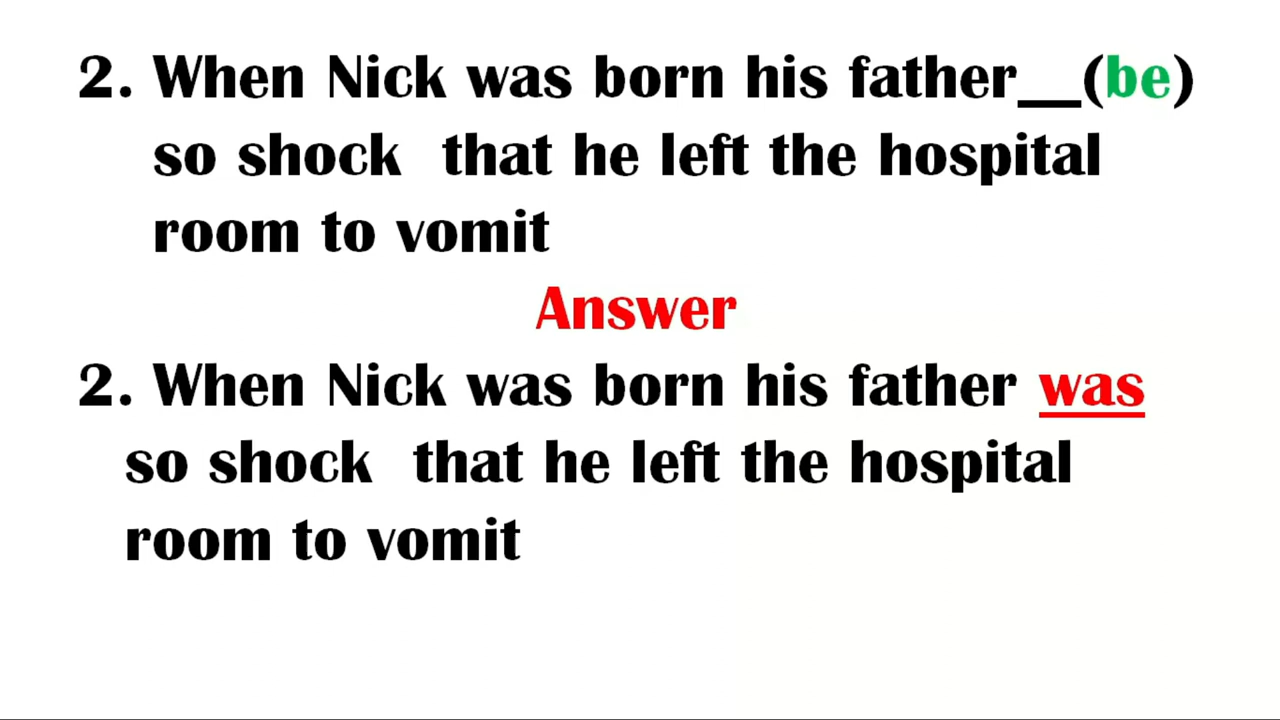 2. When Nick was born his father__(be)
so shock that he left the hospital
room to vomit
Answer
2. When Nick was born his father was
so shock that he left the hospital
room to vomit